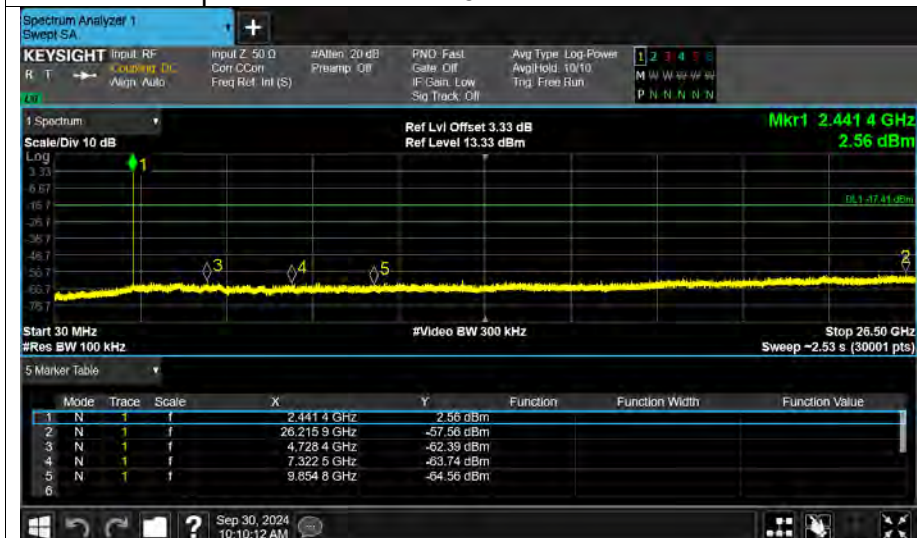 Spectrum Analyzer 1
Swept SA
+
KEYSIGHT Input: RF Input Z: 50 Ω #Atten: 20 dB PNO: Fast Avg Type: Log-Power 1 2 3 4 5 6
R T Coupling: DC Corr CCorr Preamp: Off Gate: Off Avg|Hold: 10/10 M W W W W W
Align: Auto Freq Ref: Int (S) IF Gain: Low Trig: Free Run
Sig Track: Off P N N N N N
1 Spectrum Ref Lvl Offset 3.33 dB Mkr1 2.441 4 GHz
Scale/Div 10 dB Ref Level 13.33 dBm 2.56 dBm
Log
3.33
-6.67
-16.7
DL1 -17.41 dBm
-26.7
-36.7
-46.7
-56.7
-66.7
-76.7
1
3
4
5
2
Start 30 MHz #Video BW 300 kHz Stop 26.50 GHz
#Res BW 100 kHz Sweep ~2.53 s (30001 pts)
5 Marker Table
Mode Trace Scale X Y Function Function Width Function Value
1 N 1 f 2.441 4 GHz 2.56 dBm
2 N 1 f 26.215 9 GHz -57.56 dBm
3 N 1 f 4.728 4 GHz -62.39 dBm
4 N 1 f 7.322 5 GHz -63.74 dBm
5 N 1 f 9.854 8 GHz -64.56 dBm
6
? Sep 30, 2024
10:10:12 AM